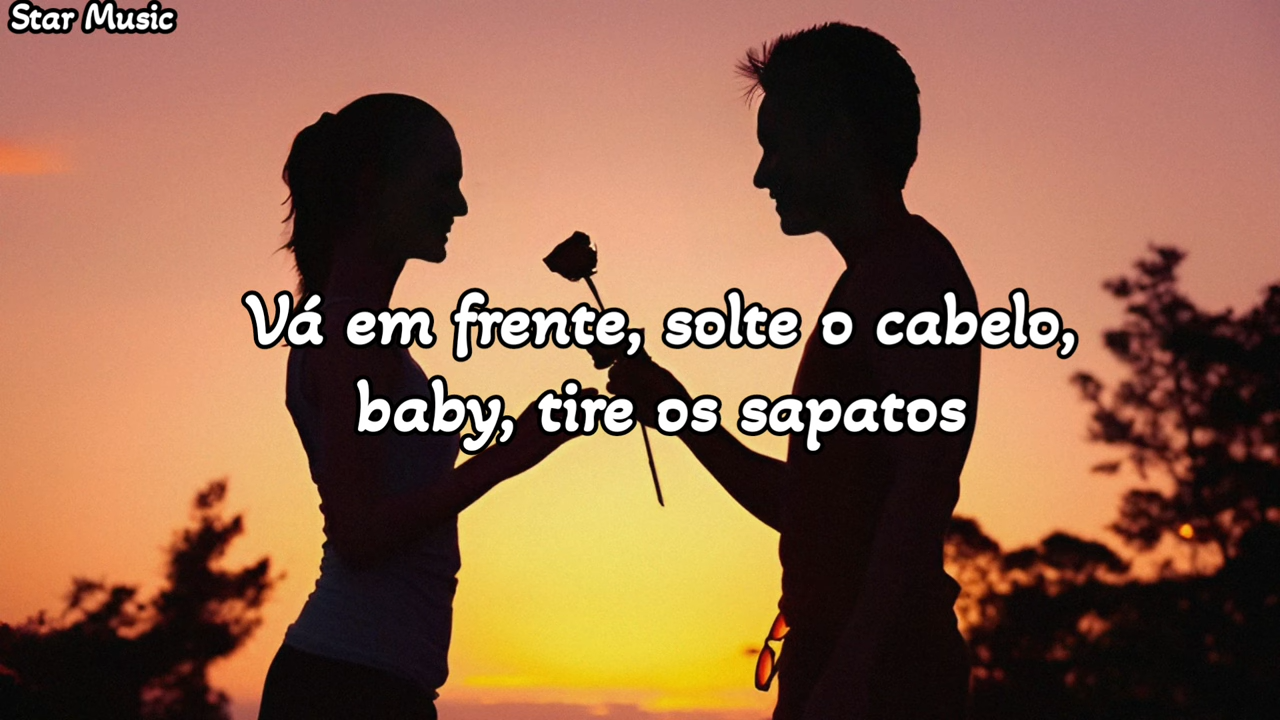 Star Music
Vá em frente, solte o cabelo,
baby, tire os sapatos